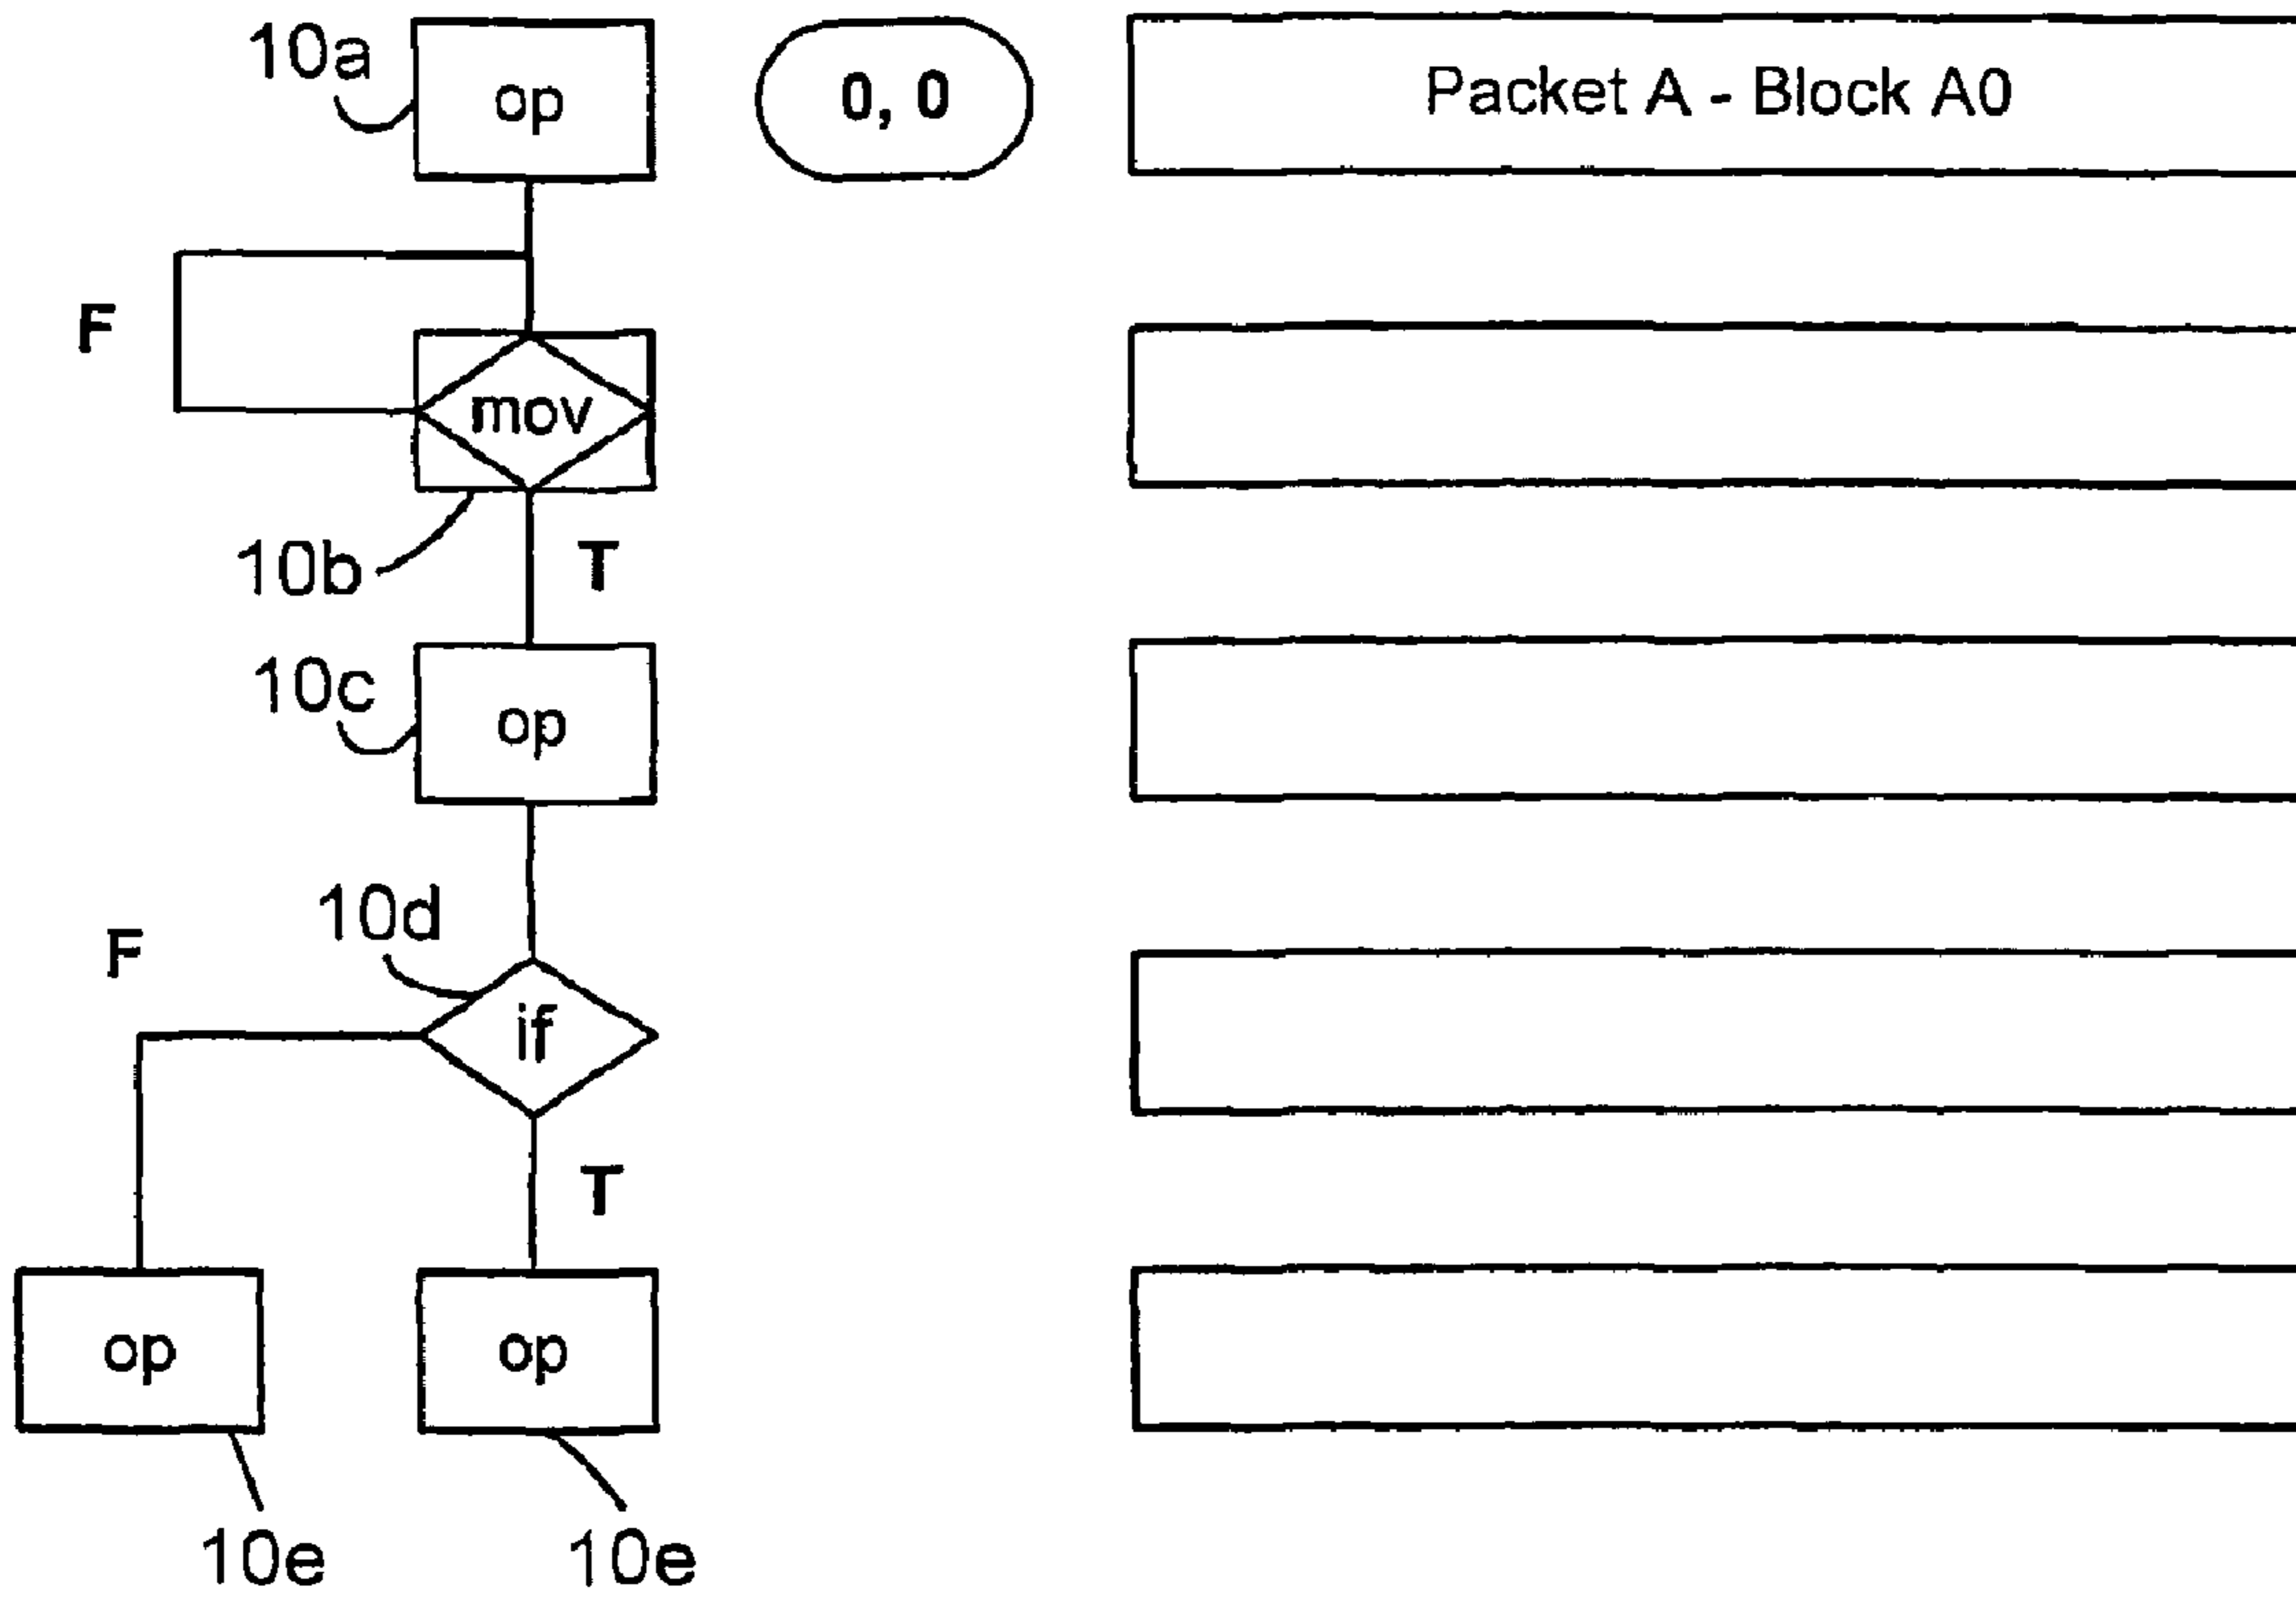 10a
op
0, 0
Packet A - Block A0
F
mov
10b
T
10c
op
10d
F
if
T
op
op
10e
10e